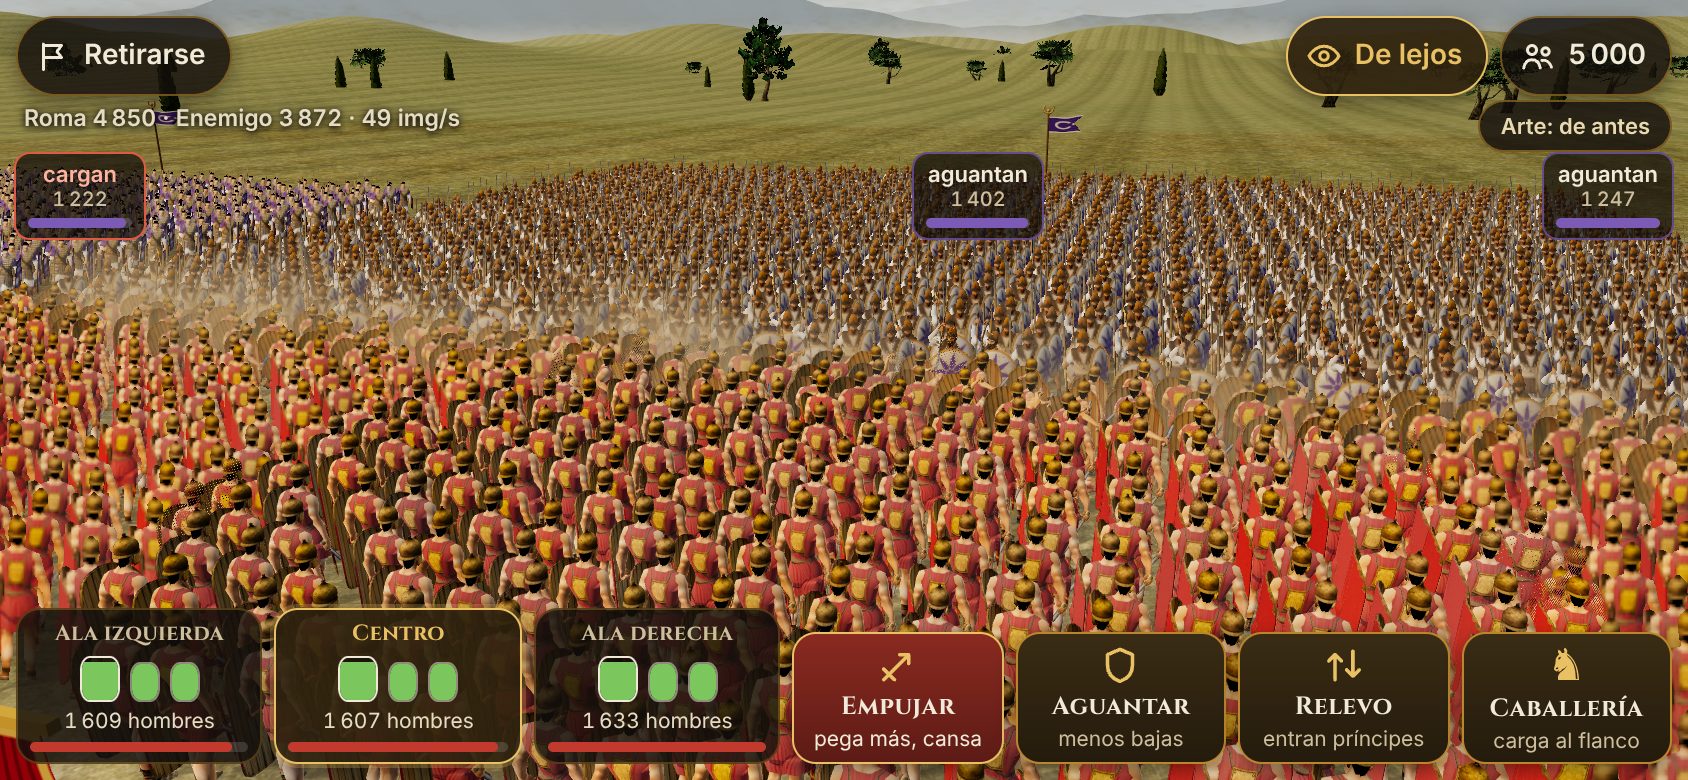 Retirarse
De lejos
5 000
Roma 4 850 · Enemigo 3 872 · 49 img/s
Arte: de antes
cargan
1 222
aguantan
1 402
aguantan
1 247
Ala izquierda
1 609 hombres
Centro
1 607 hombres
Ala derecha
1 633 hombres
Empujar
pega más, cansa
Aguantar
menos bajas
Relevo
entran príncipes
Caballería
carga al flanco